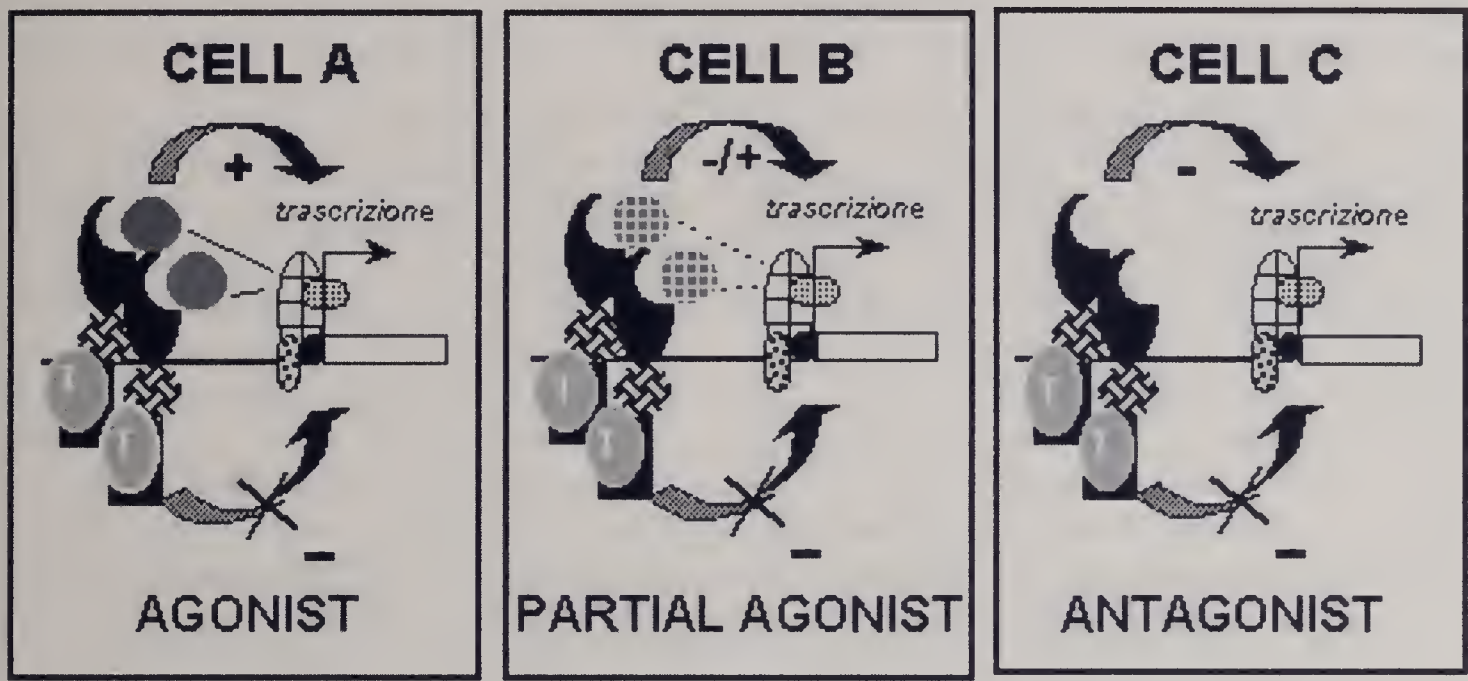 CELL A
+
trascrizione
T
T
-
AGONIST
CELL B
-/+
trascrizione
T
T
-
PARTIAL AGONIST
CELL C
-
trascrizione
T
T
-
ANTAGONIST